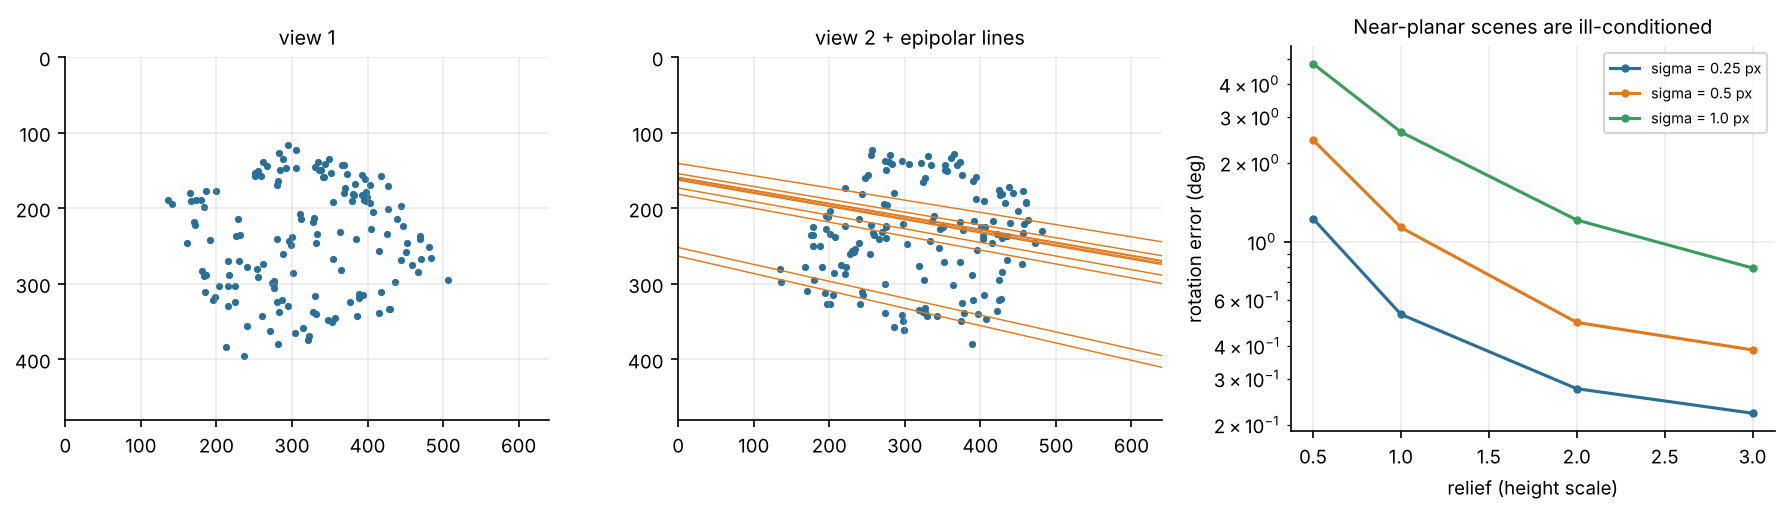 view 1
0
100
200
300
400
0 100 200 300 400 500 600
view 2 + epipolar lines
0
100
200
300
400
0 100 200 300 400 500 600
Near-planar scenes are ill-conditioned
sigma = 0.25 px
sigma = 0.5 px
sigma = 1.0 px
rotation error (deg)
4 × 10⁰
3 × 10⁰
2 × 10⁰
10⁰
6 × 10⁻¹
4 × 10⁻¹
3 × 10⁻¹
2 × 10⁻¹
0.5 1.0 1.5 2.0 2.5 3.0
relief (height scale)